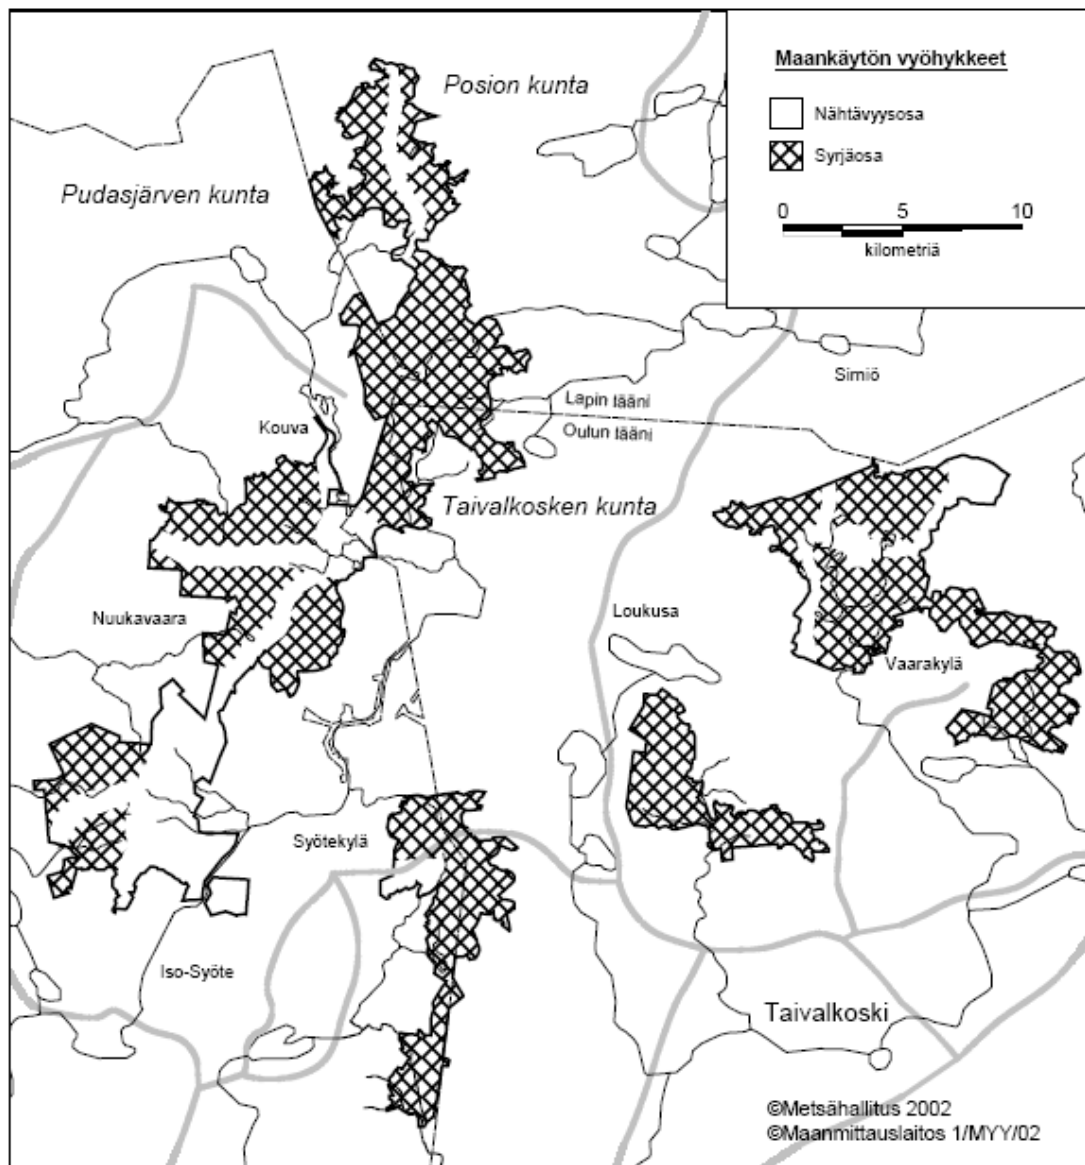 Maankäytön vyöhykkeet
Nähtävyysosa
Syrjäosa
0 5 10
kilometriä
Posion kunta
Pudasjärven kunta
Simiö
Lapin lääni
Oulun lääni
Kouva
Taivalkosken kunta
Nuukavaara
Loukusa
Vaarakylä
Syötekylä
Iso-Syöte
Taivalkoski
©Metsähallitus 2002
©Maanmittauslaitos 1/MYY/02